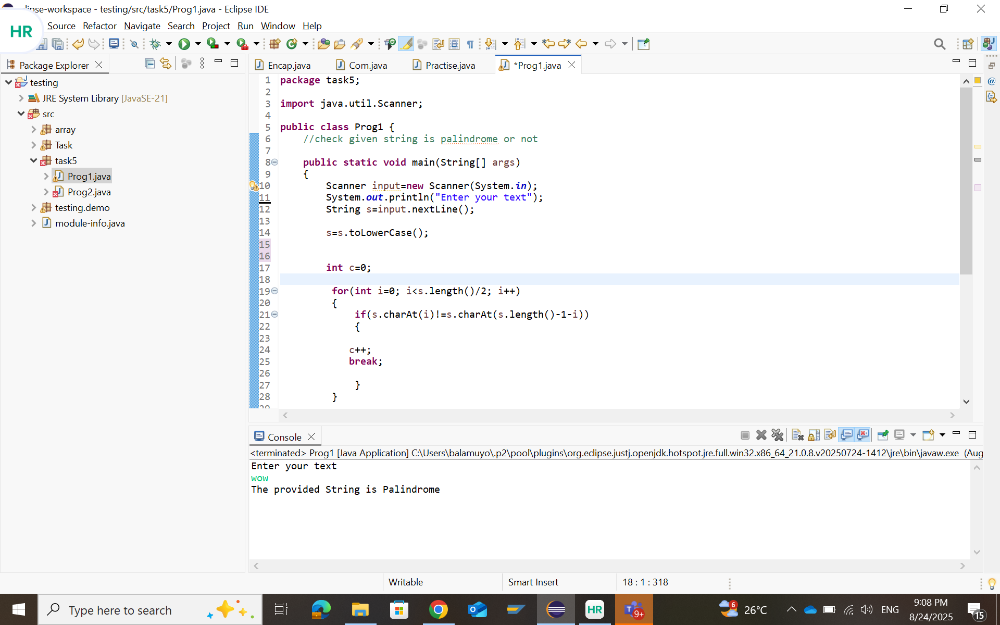 clipse-workspace - testing/src/task5/Prog1.java - Eclipse IDE
HR
Source Refactor Navigate Search Project Run Window Help
Package Explorer
Encap.java Com.java Practise.java *Prog1.java
testing
JRE System Library [JavaSE-21]
src
array
Task
task5
Prog1.java
Prog2.java
testing.demo
module-info.java
1 package task5;
2
3 import java.util.Scanner;
4
5 public class Prog1 {
6 //check given string is palindrome or not
7
8 public static void main(String[] args)
9 {
10 Scanner input=new Scanner(System.in);
11 System.out.println("Enter your text");
12 String s=input.nextLine();
13
14 s=s.toLowerCase();
15
16
17 int c=0;
18
19 for(int i=0; i<s.length()/2; i++)
20 {
21 if(s.charAt(i)!=s.charAt(s.length()-1-i))
22 {
23
24 c++;
25 break;
26
27 }
28 }
29
Console
<terminated> Prog1 [Java Application] C:\Users\balamuyo\.p2\pool\plugins\org.eclipse.justj.openjdk.hotspot.jre.full.win32.x86_64_21.0.8.v20250724-1412\jre\bin\javaw.exe (Aug
Enter your text
wow
The provided String is Palindrome
Writable Smart Insert 18 : 1 : 318
Type here to search
HR
9+
6
26°C
ENG
9:08 PM
8/24/2025
15